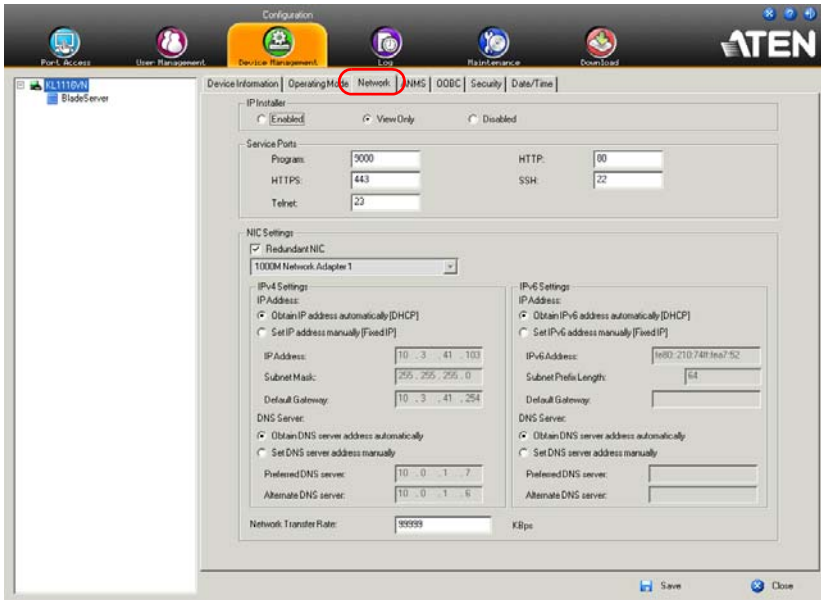 Configuration
Port Access
User Management
Device Management
Log
Maintenance
Download
ATEN
KL1116VN
BladeServer
Device Information
Operating Mode
Network
ANMS
OOBC
Security
Date/Time
IP Installer
Enabled
View Only
Disabled
Service Ports
Program: 9000
HTTP: 80
HTTPS: 443
SSH: 22
Telnet: 23
NIC Settings
Redundant NIC
1000M Network Adapter 1
IPv4 Settings
IP Address:
Obtain IP address automatically [DHCP]
Set IP address manually [Fixed IP]
IP Address: 10 . 3 . 41 . 103
Subnet Mask: 255 . 255 . 255 . 0
Default Gateway: 10 . 3 . 41 . 254
DNS Server:
Obtain DNS server address automatically
Set DNS server address manually
Preferred DNS server: 10 . 0 . 1 . 7
Alternate DNS server: 10 . 0 . 1 . 6
IPv6 Settings
IP Address:
Obtain IPv6 address automatically [DHCP]
Set IPv6 address manually [Fixed IP]
IPv6 Address:
Subnet Prefix Length: 64
Default Gateway:
DNS Server:
Obtain DNS server address automatically
Set DNS server address manually
Preferred DNS server:
Alternate DNS server:
Network Transfer Rate: 99999 KBps
Save
Close